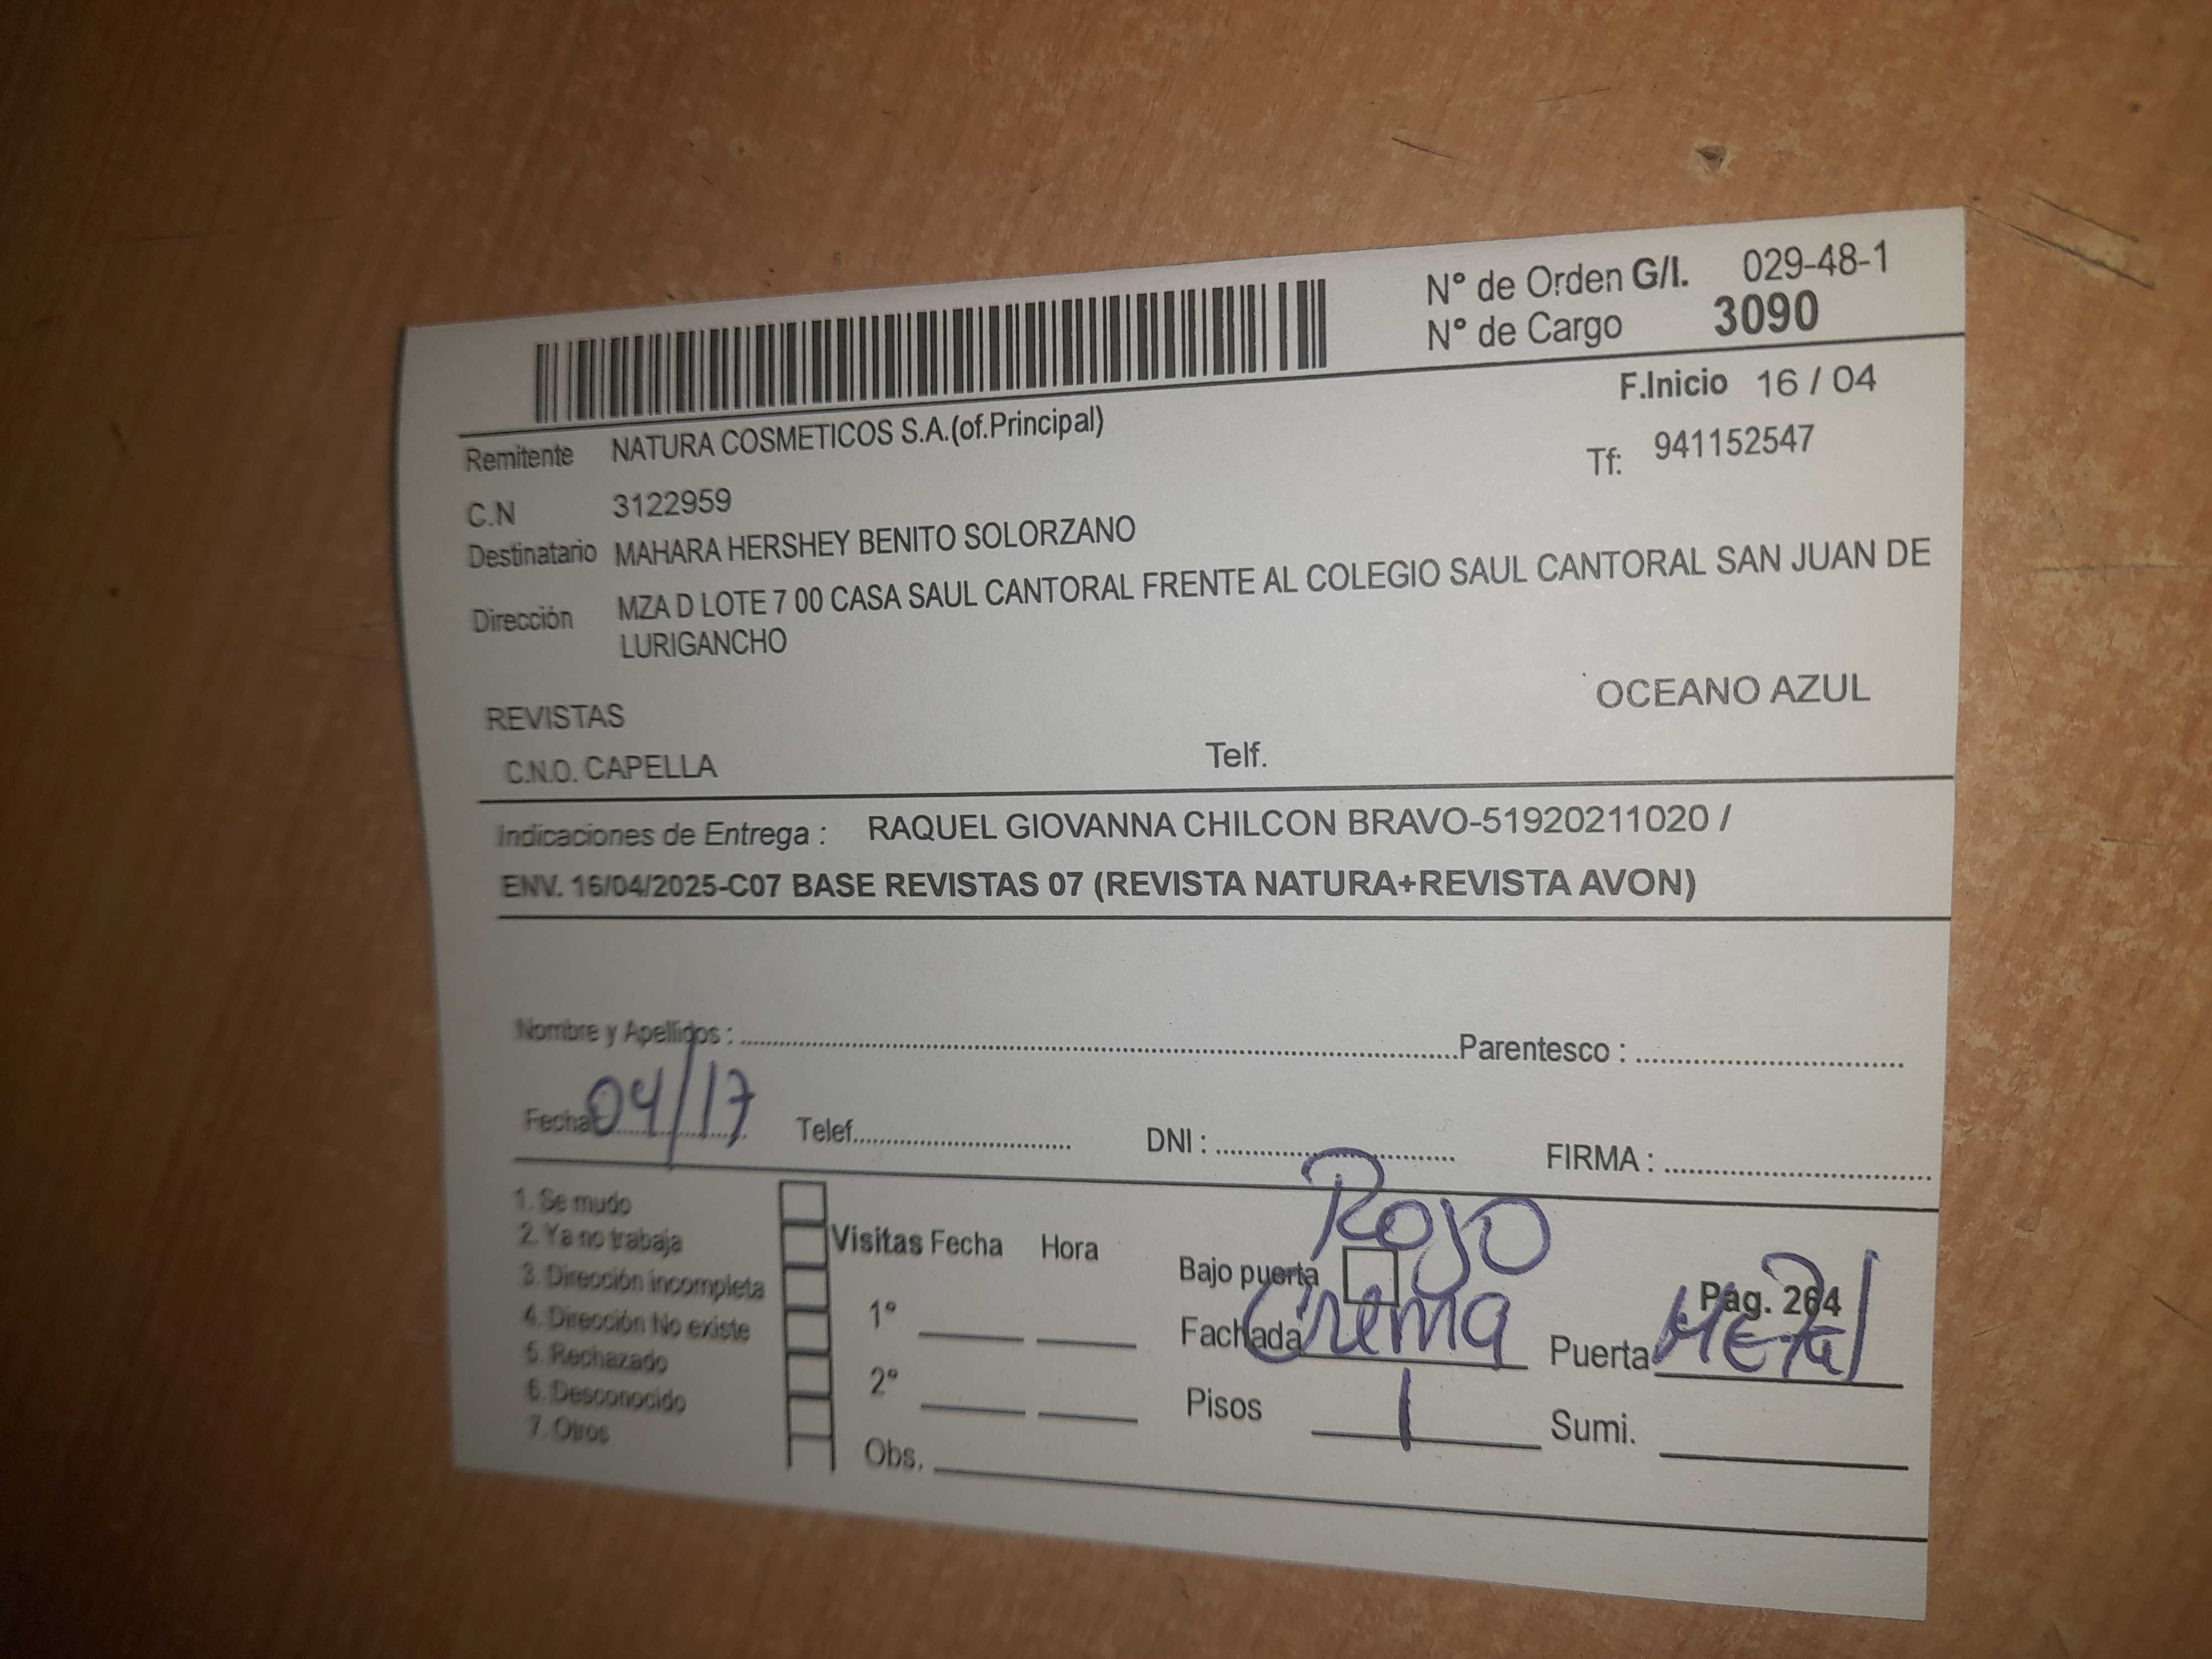 N° de Orden G/I. 029-48-1
N° de Cargo 3090
F.Inicio 16 / 04
Remitente NATURA COSMETICOS S.A.(of.Principal)
Tf: 941152547
C.N 3122959
Destinatario MAHARA HERSHEY BENITO SOLORZANO
Dirección MZA D LOTE 7 00 CASA SAUL CANTORAL FRENTE AL COLEGIO SAUL CANTORAL SAN JUAN DE
LURIGANCHO
OCEANO AZUL
REVISTAS
C.N.O. CAPELLA Telf.
Indicaciones de Entrega : RAQUEL GIOVANNA CHILCON BRAVO-51920211020 /
ENV. 16/04/2025-C07 BASE REVISTAS 07 (REVISTA NATURA+REVISTA AVON)
Nombre y Apellidos : Parentesco :
Fecha 04/17 Telef. DNI : FIRMA :
1. Se mudo
2. Ya no trabaja
3. Dirección incompleta
4. Dirección No existe
5. Rechazado
6. Desconocido
7. Otros
Visitas Fecha Hora
1°
2°
Obs.
Rojo
Bajo puerta
Pag. 264
Fachada Crema Puerta Metal
Pisos 1 Sumi.